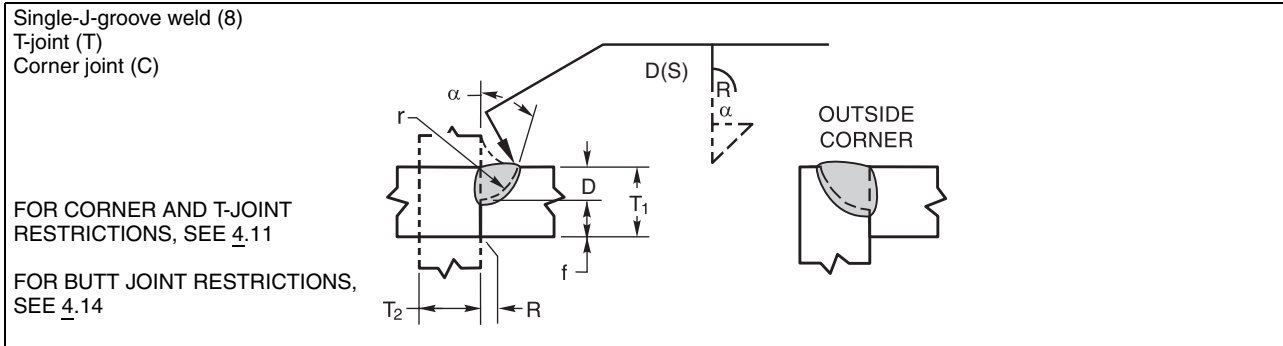 Single-J-groove weld (8)
T-joint (T)
Corner joint (C)
D(S)
R
α
α
r
OUTSIDE
CORNER
D
T₁
FOR CORNER AND T-JOINT
RESTRICTIONS, SEE 4.11
f
FOR BUTT JOINT RESTRICTIONS,
SEE 4.14
T₂
R